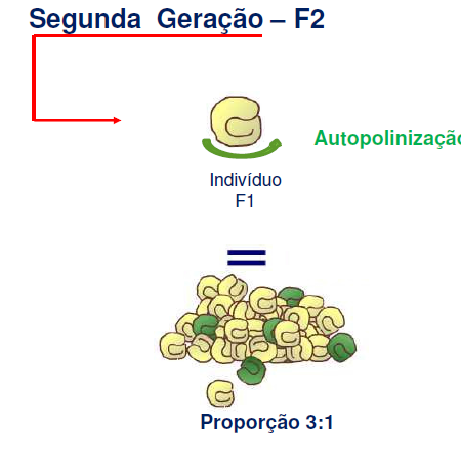 Segunda Geração – F2
Autopolinização
Indivíduo
F1
Proporção 3:1